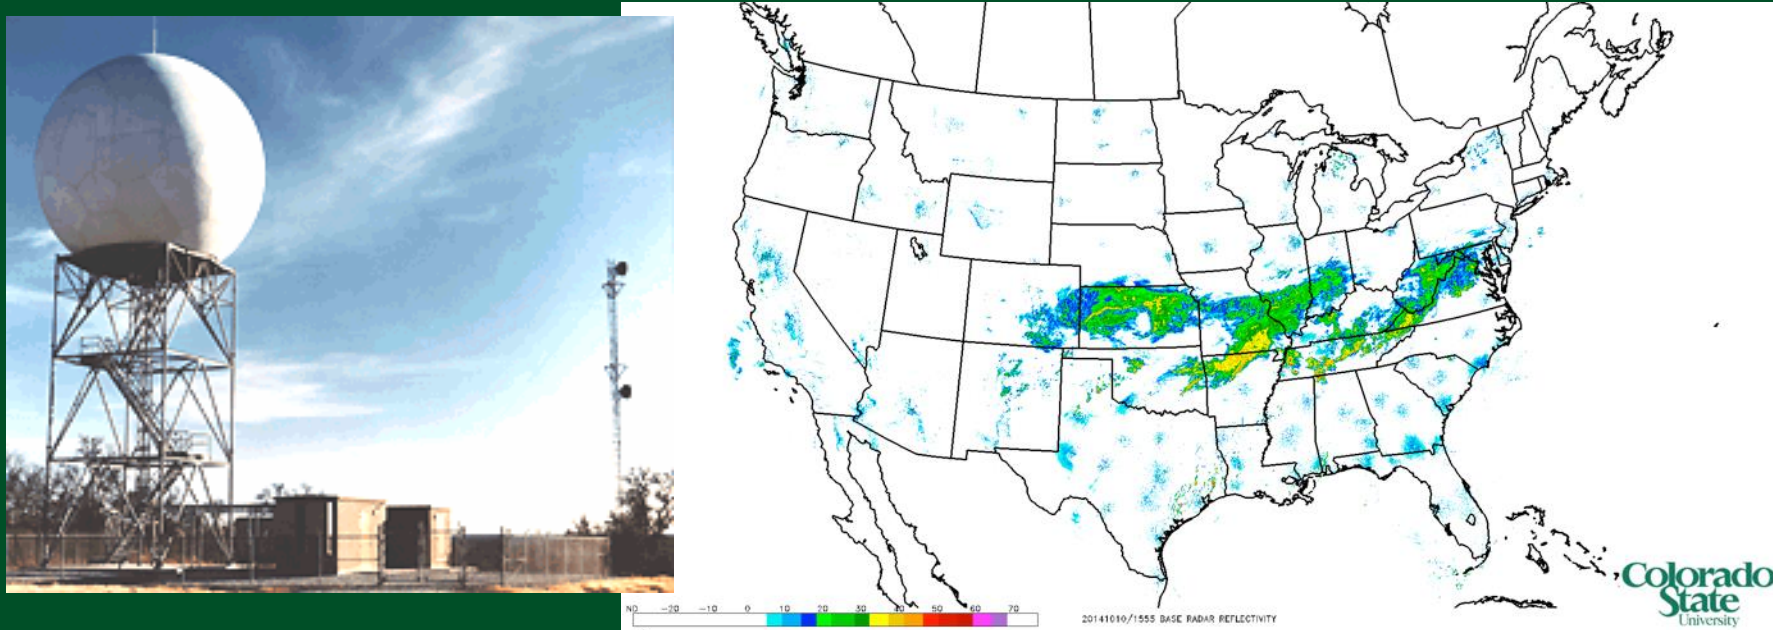 ND -20 -10 0 10 20 30 40 50 60 70
20141010/1555 BASE RADAR REFLECTIVITY
Colorado
State
University